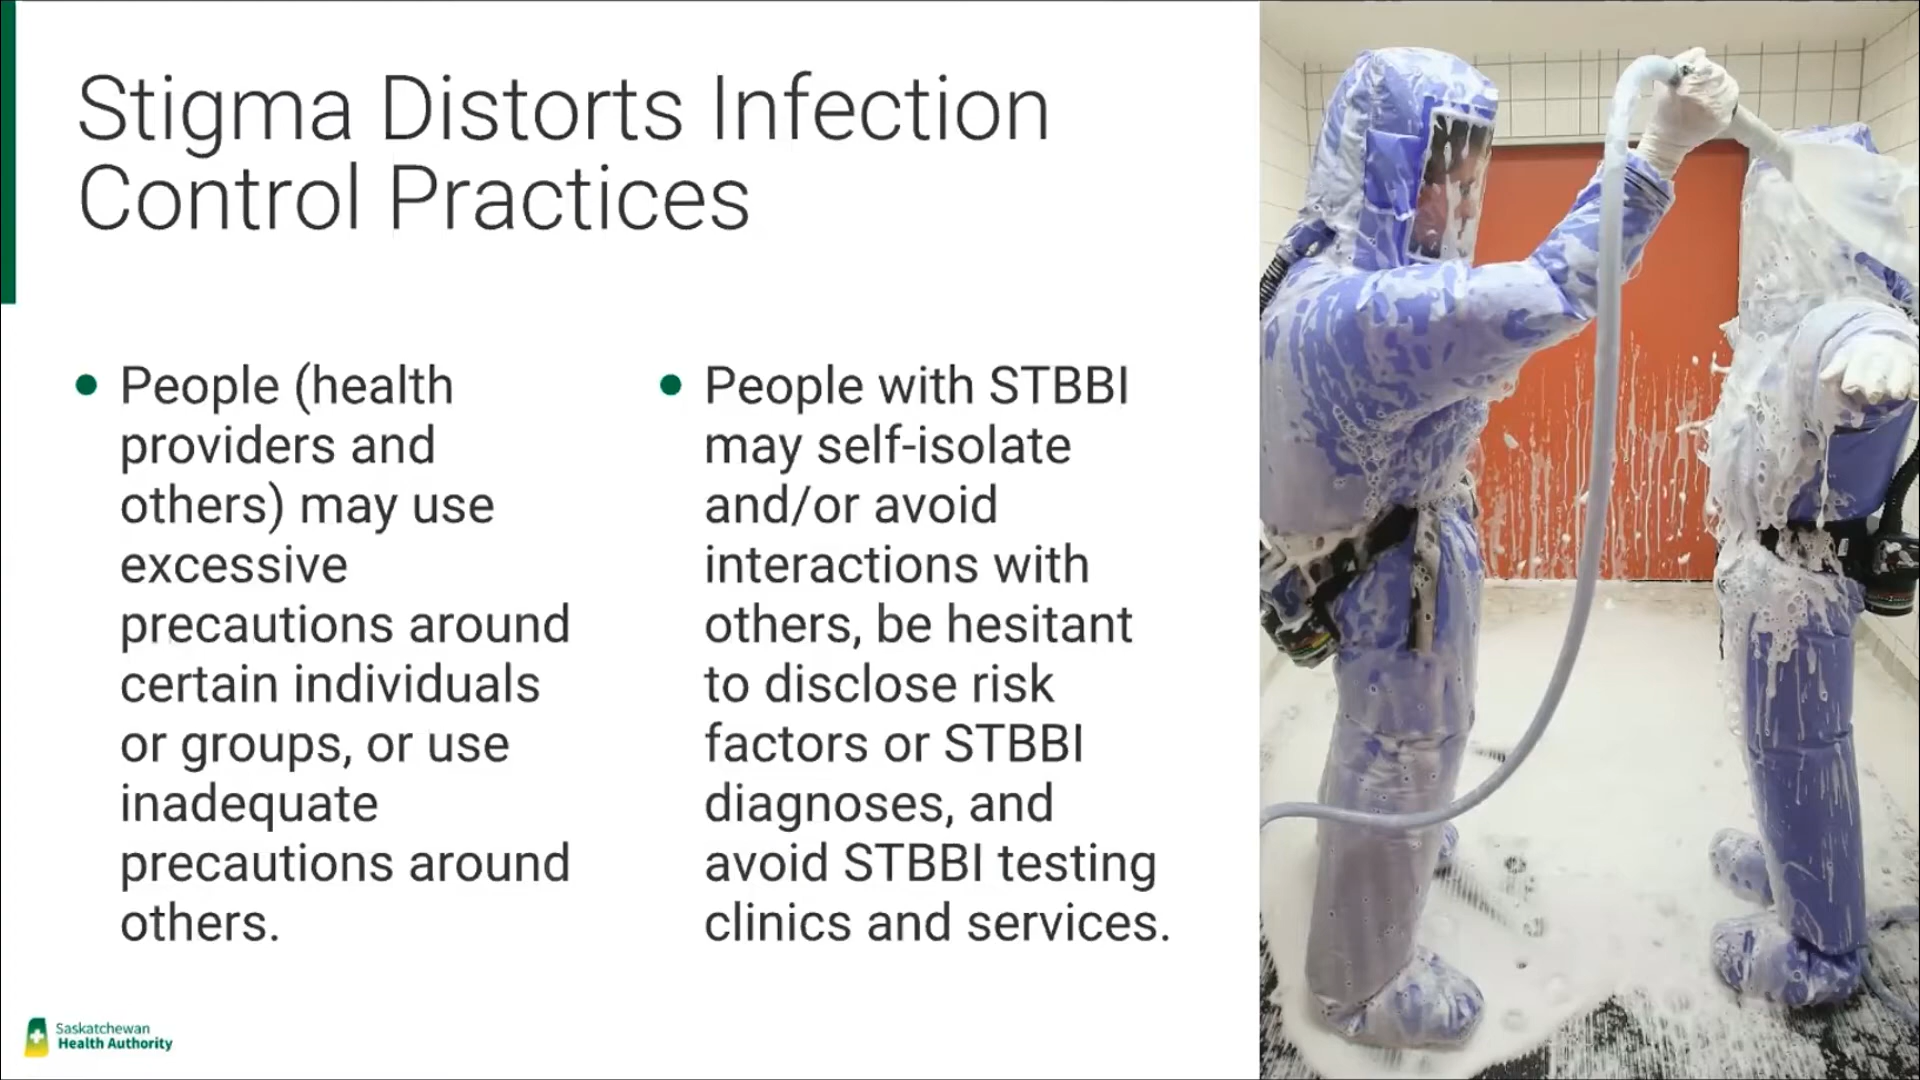 Stigma Distorts Infection
Control Practices
• People (health
providers and
others) may use
excessive
precautions around
certain individuals
or groups, or use
inadequate
precautions around
others.
• People with STBBI
may self-isolate
and/or avoid
interactions with
others, be hesitant
to disclose risk
factors or STBBI
diagnoses, and
avoid STBBI testing
clinics and services.
Saskatchewan
Health Authority